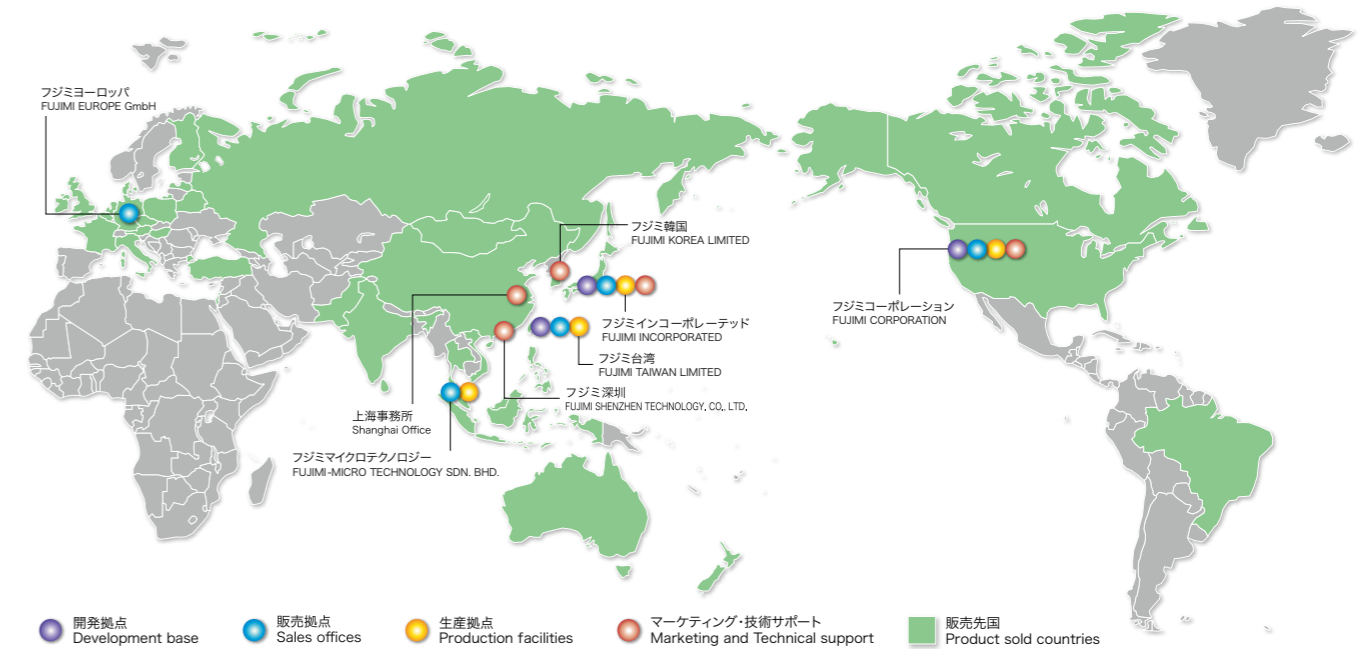 フジミヨーロッパ
FUJIMI EUROPE GmbH
フジミ韓国
FUJIMI KOREA LIMITED
フジミインコーポレーテッド
FUJIMI INCORPORATED
フジミコーポレーション
FUJIMI CORPORATION
フジミ台湾
FUJIMI TAIWAN LIMITED
フジミ深圳
FUJIMI SHENZHEN TECHNOLOGY, CO., LTD.
上海事務所
Shanghai Office
フジミマイクロテクノロジー
FUJIMI-MICRO TECHNOLOGY SDN. BHD.
開発拠点
Development base
販売拠点
Sales offices
生産拠点
Production facilities
マーケティング・技術サポート
Marketing and Technical support
販売先国
Product sold countries